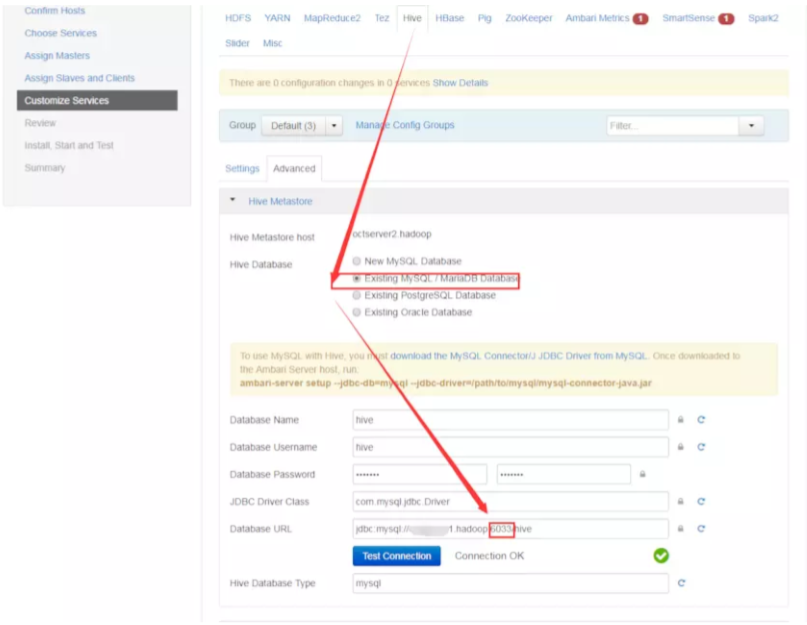 Confirm Hosts
Choose Services
Assign Masters
Assign Slaves and Clients
Customize Services
Review
Install, Start and Test
Summary
HDFS YARN MapReduce2 Tez Hive HBase Pig ZooKeeper Ambari Metrics 1 SmartSense 1 Spark2
Slider Misc
There are 0 configuration changes in 0 services Show Details
Group Default (3) Manage Config Groups Filter...
Settings Advanced
Hive Metastore
Hive Metastore host octserver2.hadoop
Hive Database New MySQL Database
Existing MySQL / MariaDB Database
Existing PostgreSQL Database
Existing Oracle Database
To use MySQL with Hive, you must download the MySQL Connector/J JDBC Driver from MySQL. Once downloaded to
the Ambari Server host, run:
ambari-server setup --jdbc-db=mysql --jdbc-driver=/path/to/mysql/mysql-connector-java.jar
Database Name hive
Database Username hive
Database Password ••••••• •••••••
JDBC Driver Class com.mysql.jdbc.Driver
Database URL jdbc:mysql:// 1.hadoop:6033/hive
Test Connection Connection OK
Hive Database Type mysql